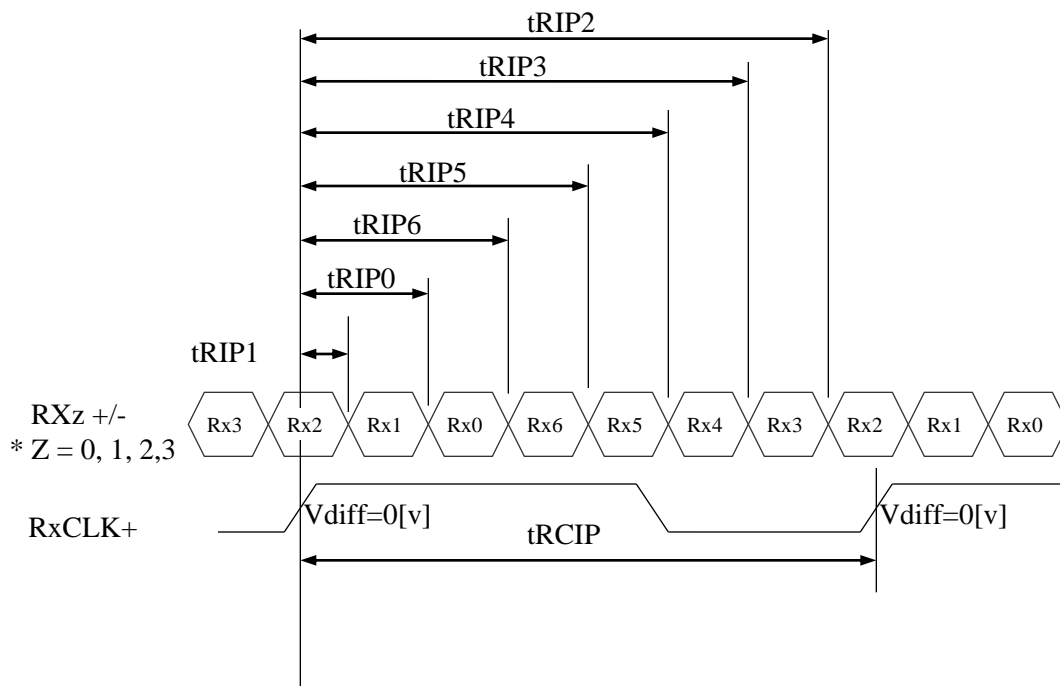 tRIP2
tRIP3
tRIP4
tRIP5
tRIP6
tRIP0
tRIP1
RXz +/-
* Z = 0, 1, 2,3
Rx3 Rx2 Rx1 Rx0 Rx6 Rx5 Rx4 Rx3 Rx2 Rx1 Rx0
RxCLK+
Vdiff=0[v] Vdiff=0[v]
tRCIP